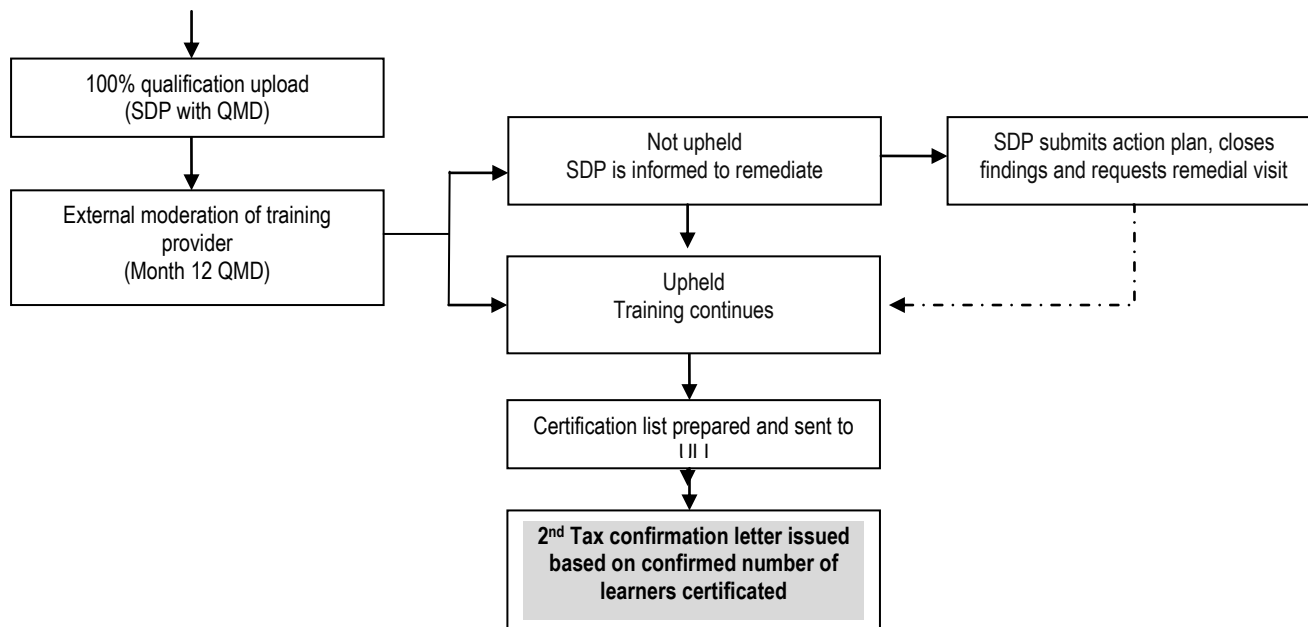 100% qualification upload
(SDP with QMD)
Not upheld
SDP is informed to remediate
SDP submits action plan, closes
findings and requests remedial visit
External moderation of training
provider
(Month 12 QMD)
Upheld
Training continues
Certification list prepared and sent to
2nd Tax confirmation letter issued
based on confirmed number of
learners certificated